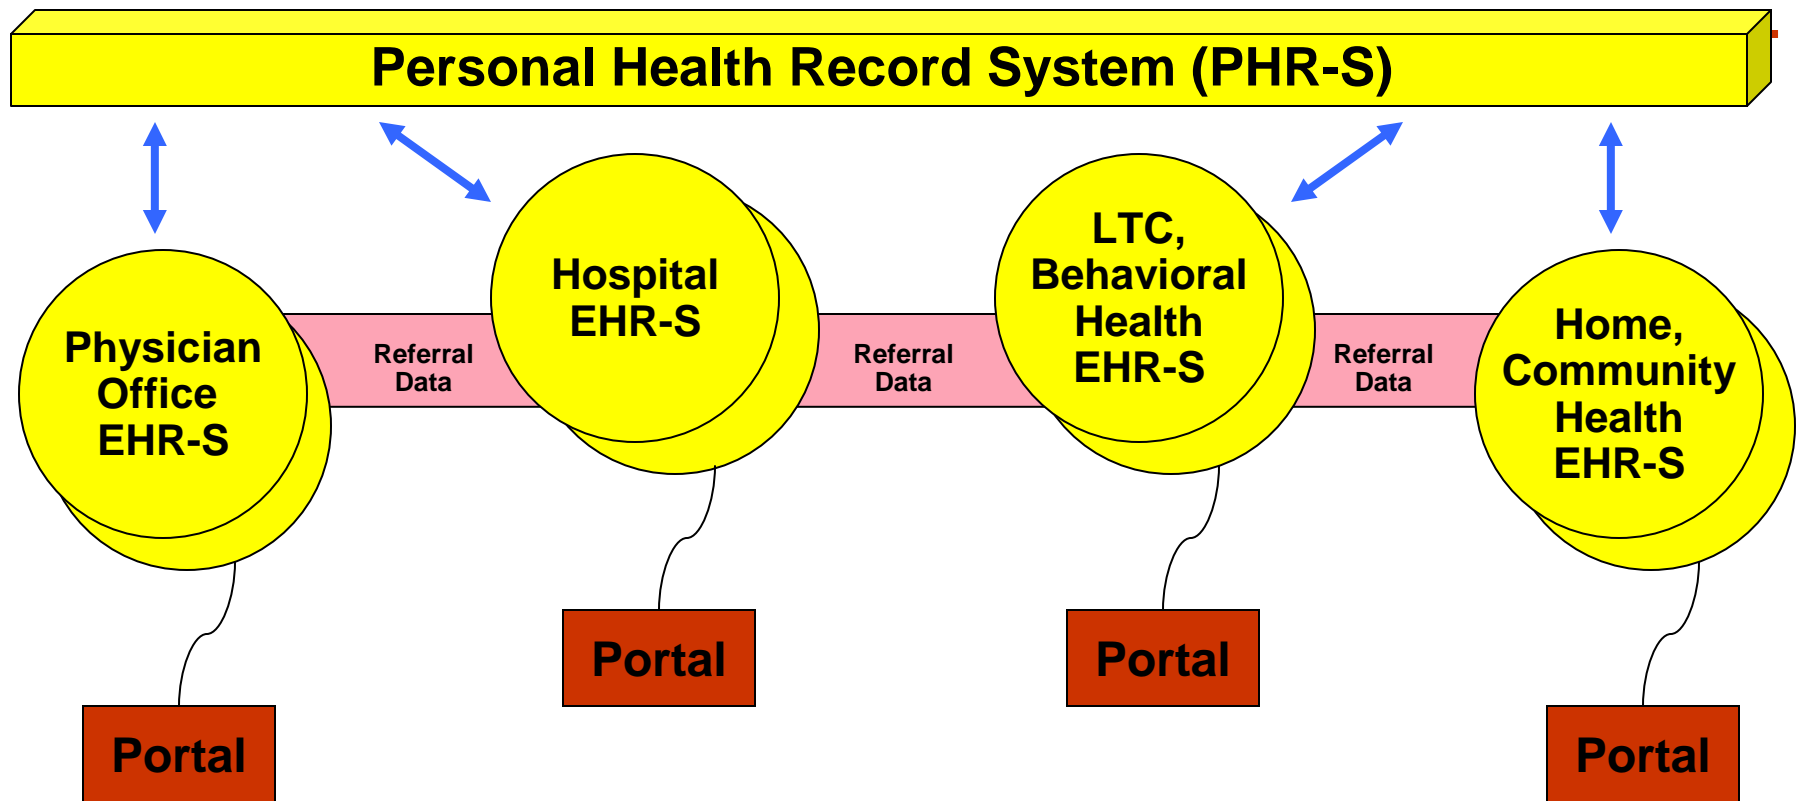 Personal Health Record System (PHR-S)
Physician
Office
EHR-S
Referral
Data
Hospital
EHR-S
Referral
Data
LTC,
Behavioral
Health
EHR-S
Referral
Data
Home,
Community
Health
EHR-S
Portal
Portal
Portal
Portal